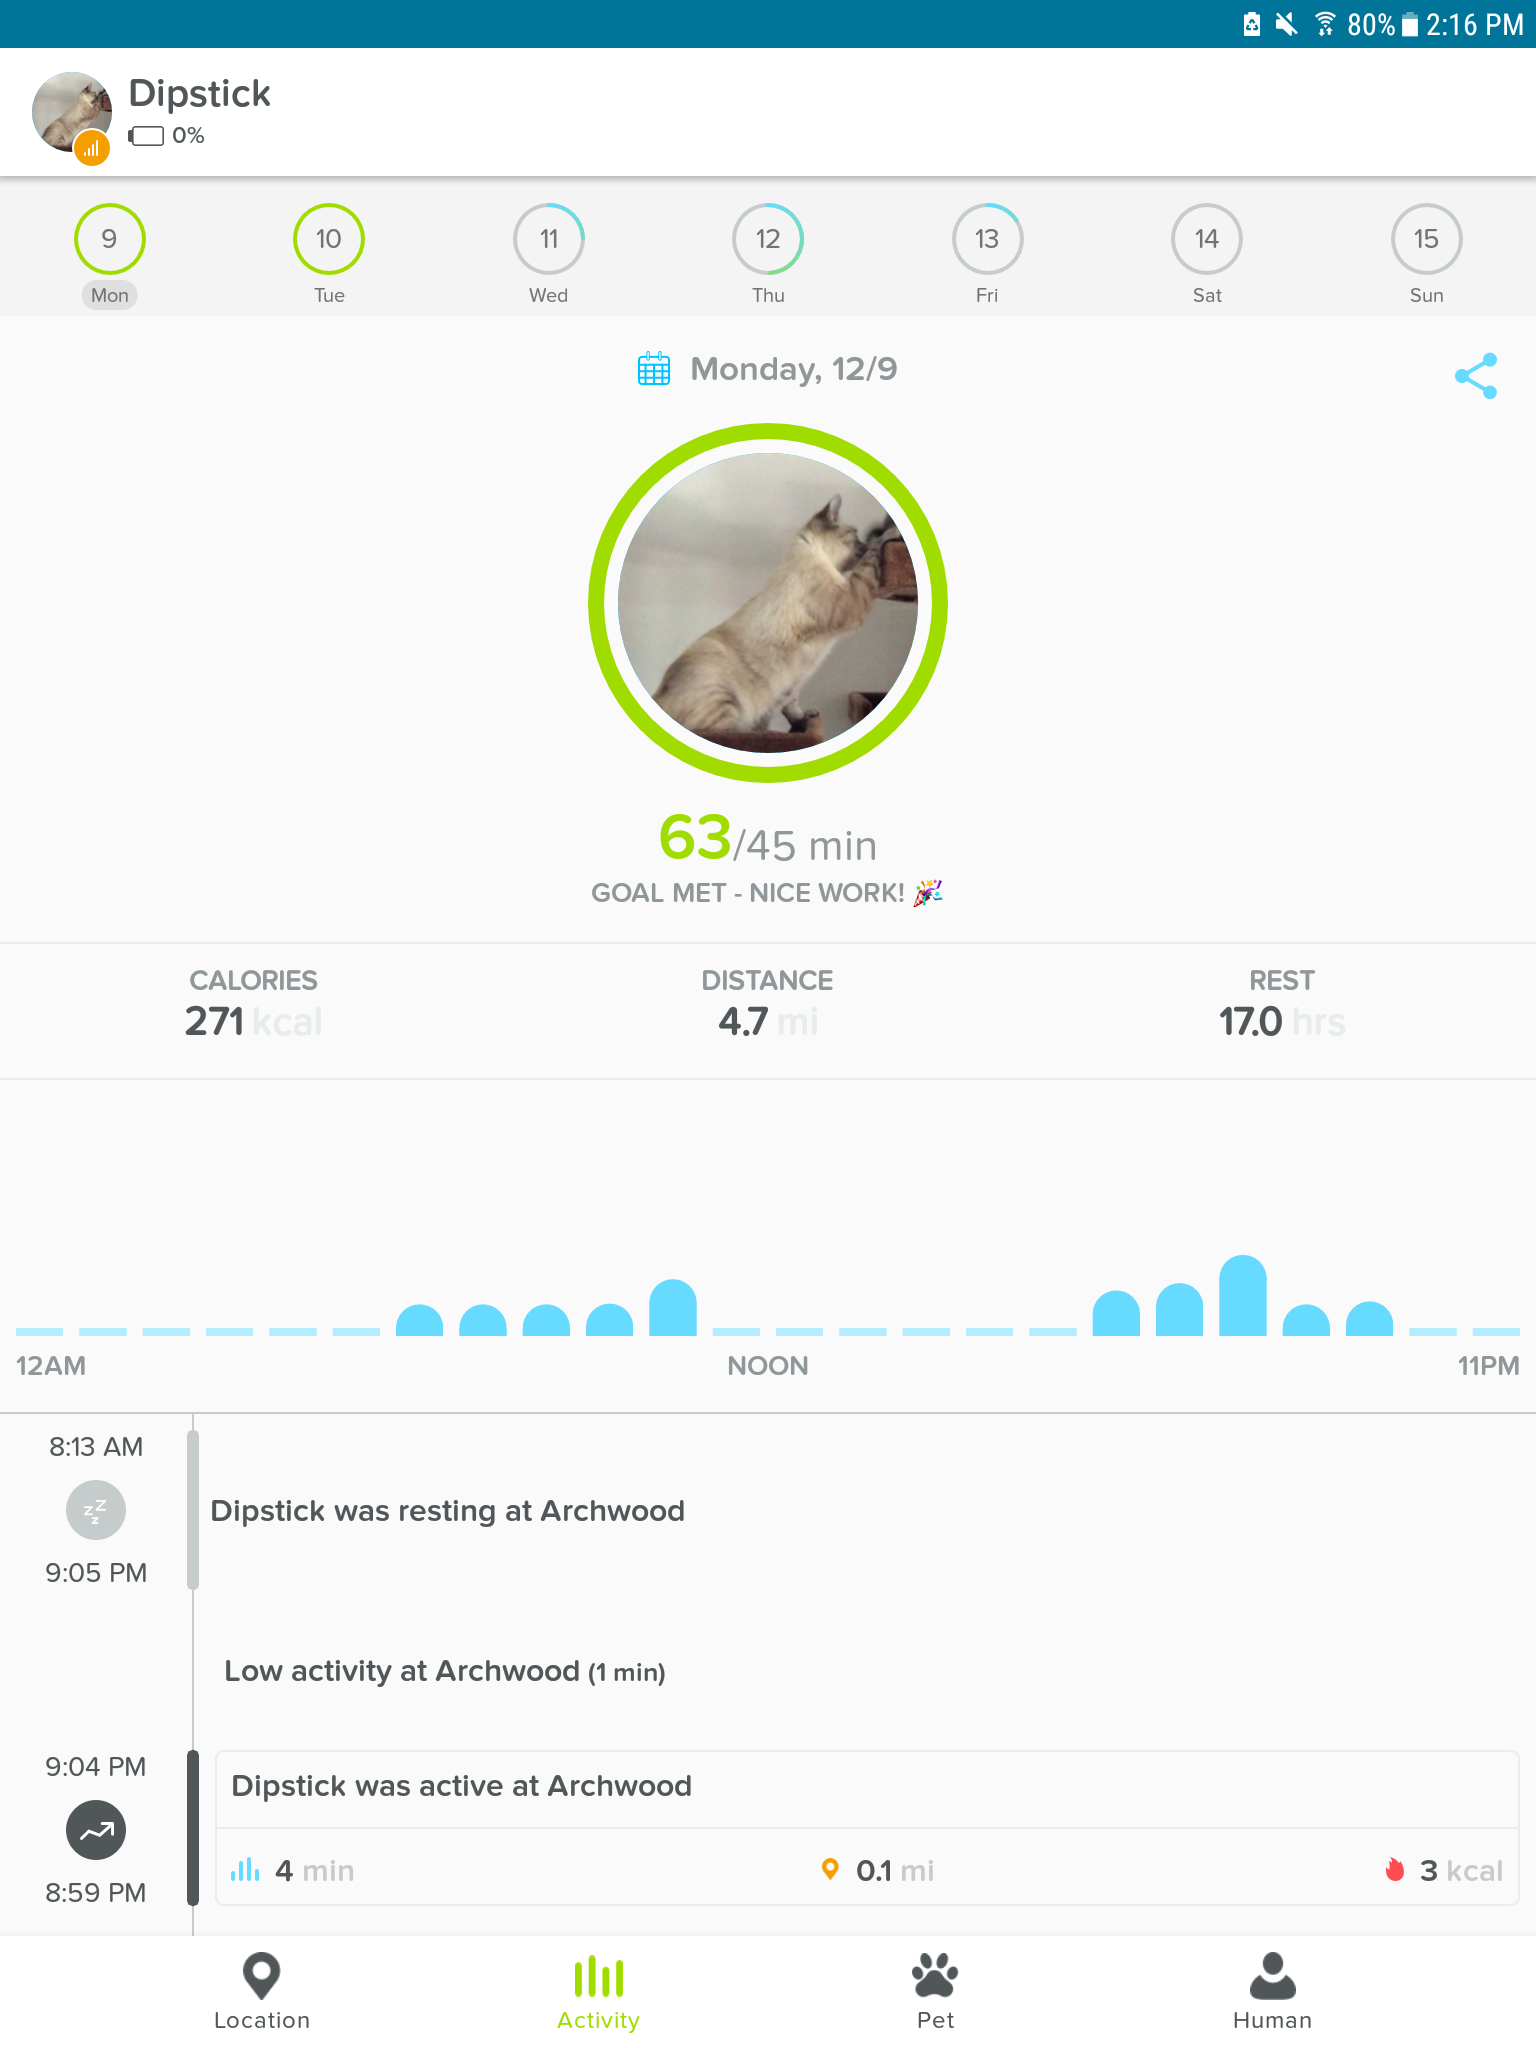 80% 2:16 PM
Dipstick
0%
9 10 11 12 13 14 15
Mon Tue Wed Thu Fri Sat Sun
Monday, 12/9
63/45 min
GOAL MET - NICE WORK! 🎉
CALORIES DISTANCE REST
271 kcal 4.7 mi 17.0 hrs
12AM NOON 11PM
8:13 AM
zzz
Dipstick was resting at Archwood
9:05 PM
Low activity at Archwood (1 min)
9:04 PM
Dipstick was active at Archwood
4 min 0.1 mi 3 kcal
8:59 PM
Location Activity Pet Human